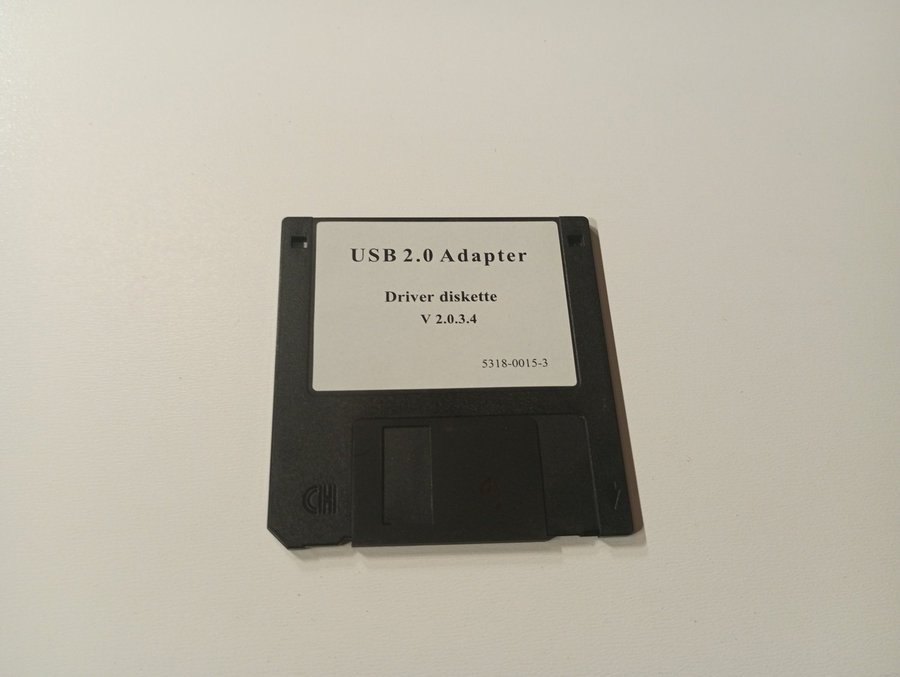 USB 2.0 Adapter
Driver diskette
V 2.0.3.4
5318-0015-3